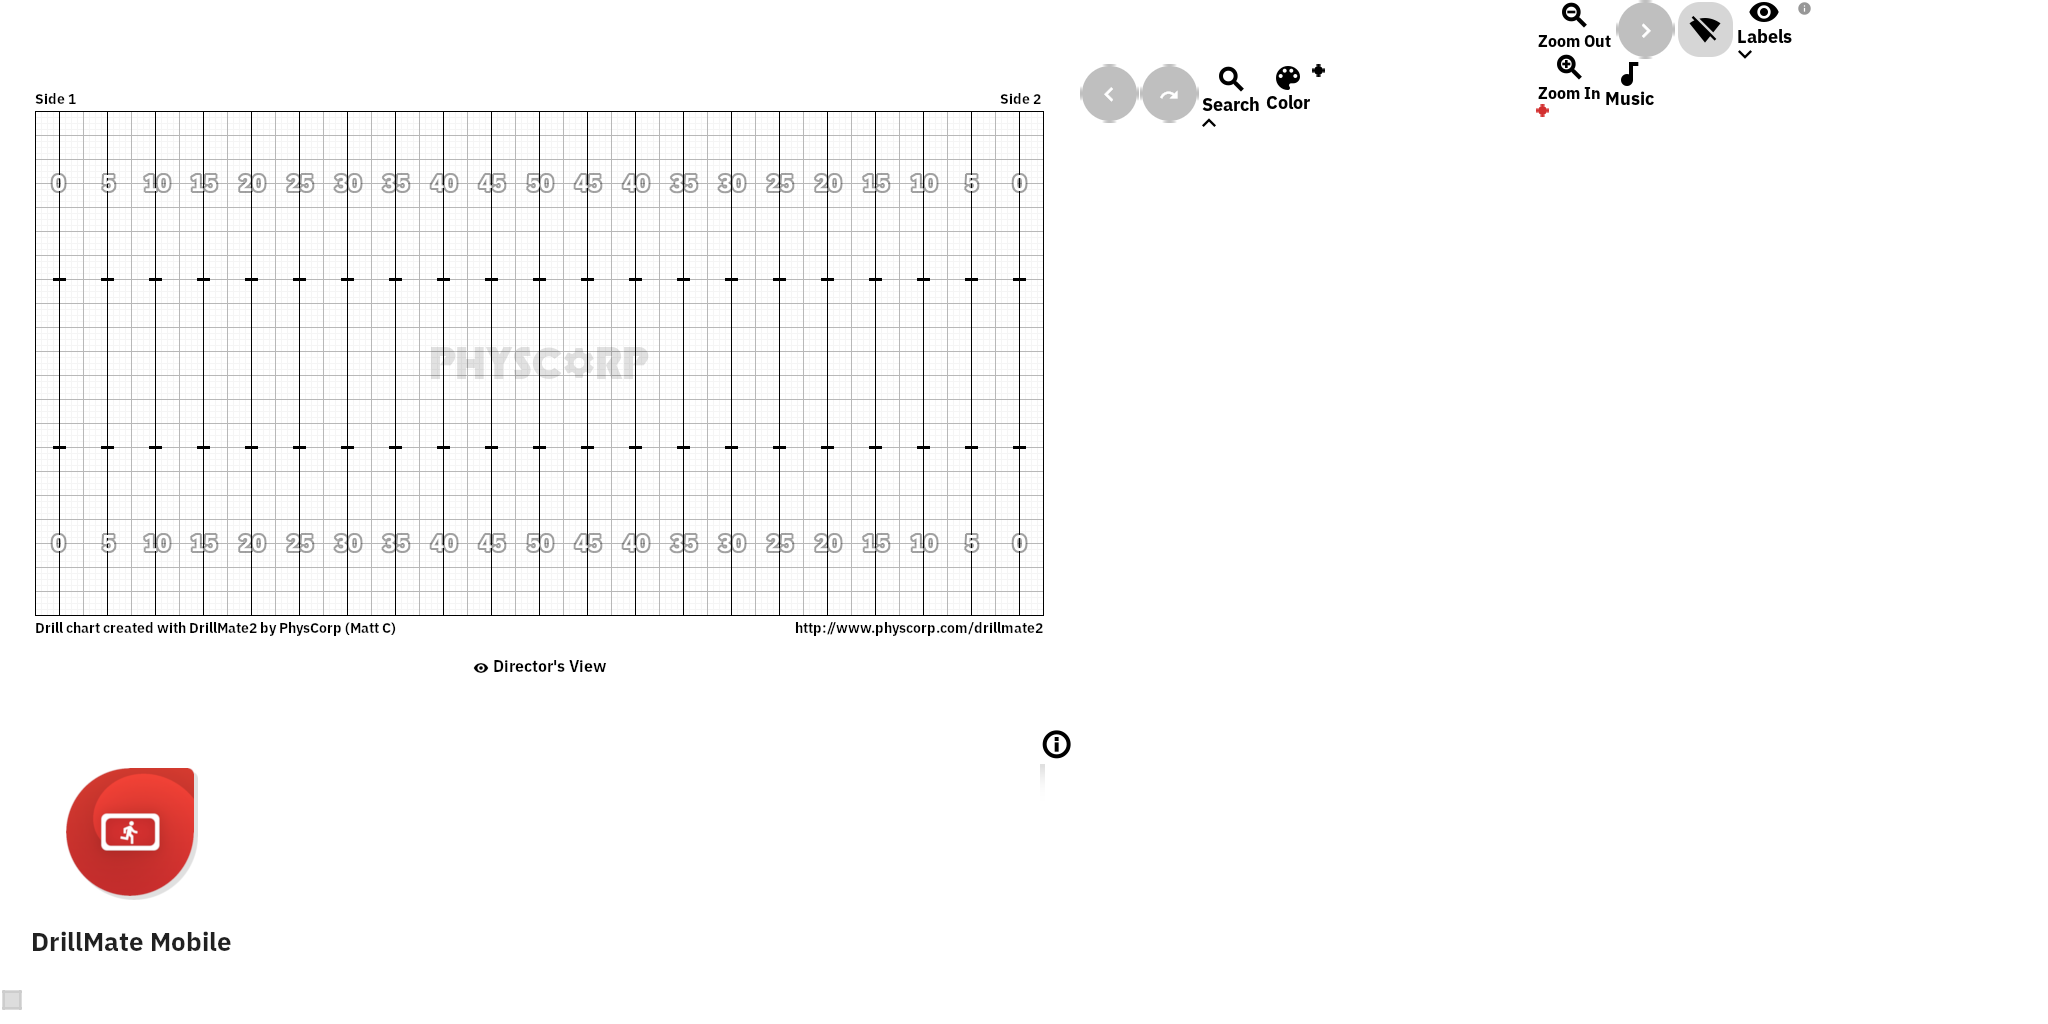 Zoom Out
Labels
Zoom In
Music
Search
Color
Side 1
Side 2
0 5 10 15 20 25 30 35 40 45 50 45 40 35 30 25 20 15 10 5 0
PHYSCORP
0 5 10 15 20 25 30 35 40 45 50 45 40 35 30 25 20 15 10 5 0
Drill chart created with DrillMate2 by PhysCorp (Matt C)
http://www.physcorp.com/drillmate2
Director's View
DrillMate Mobile